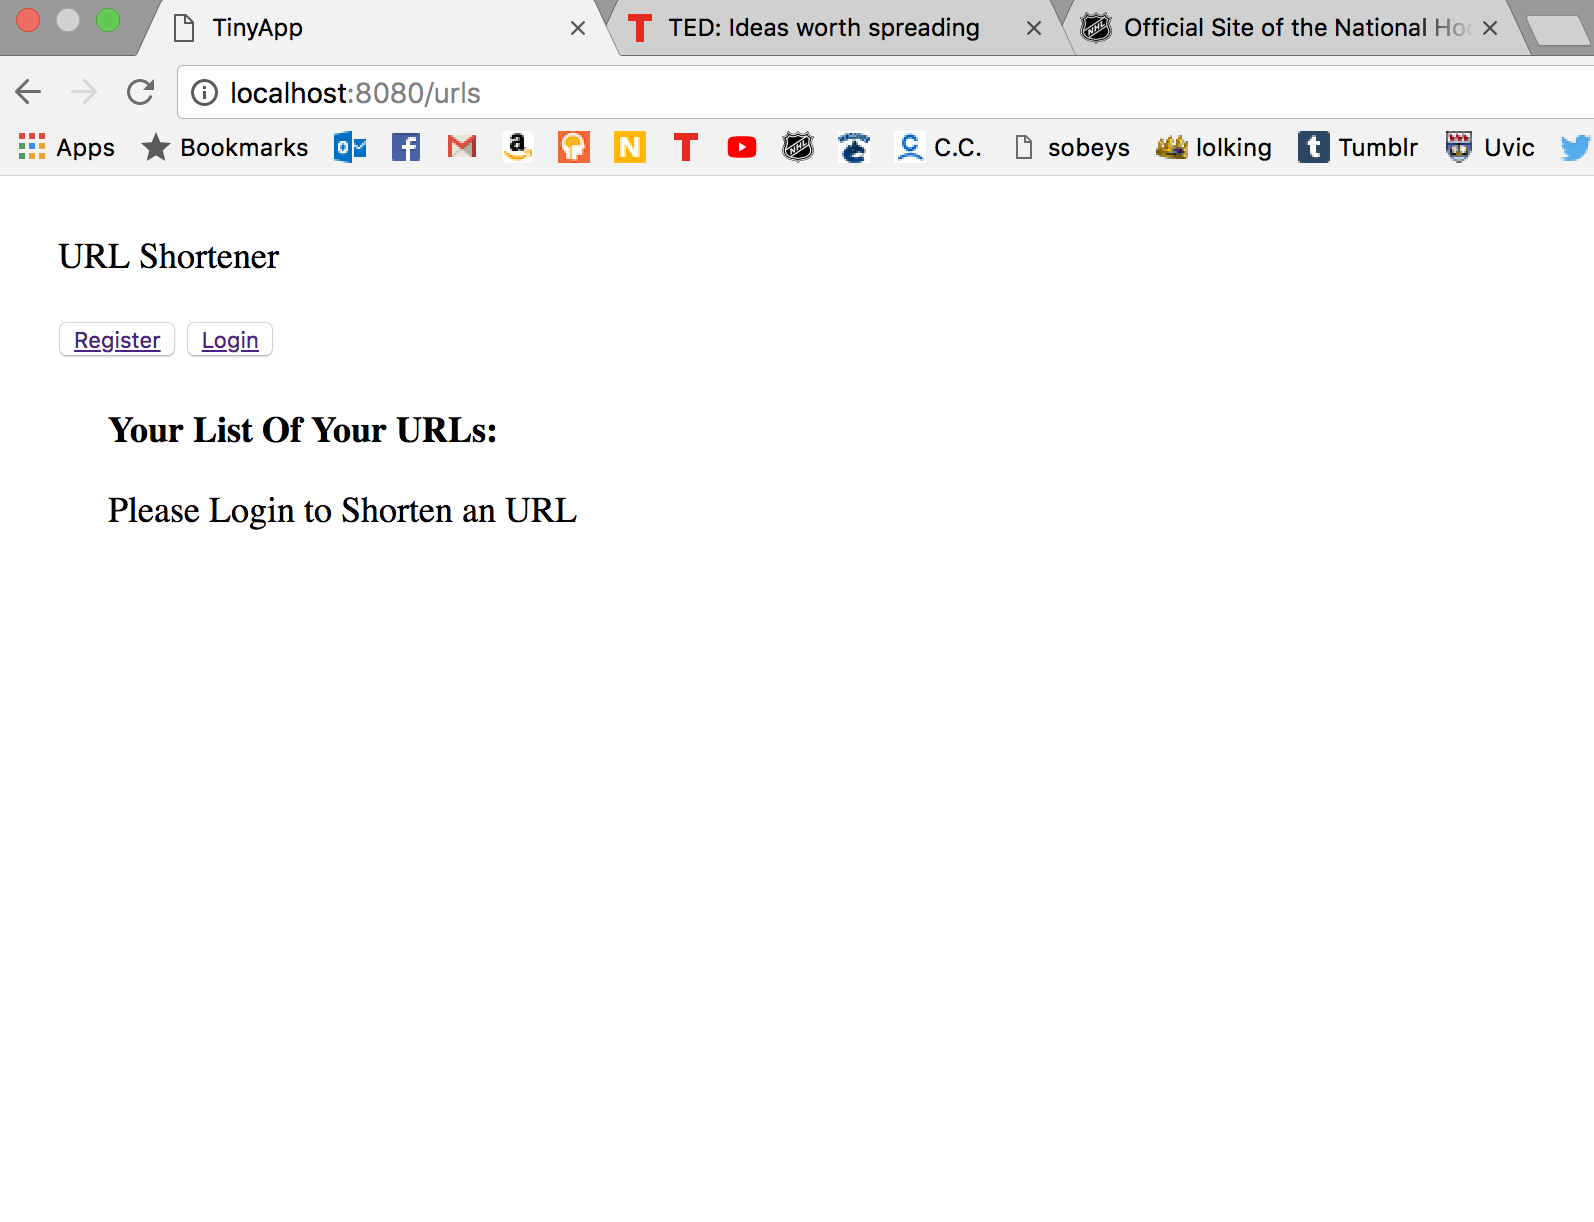 TinyApp
TED: Ideas worth spreading
Official Site of the National Hoc
localhost:8080/urls
Apps Bookmarks C.C. sobeys lolking Tumblr Uvic
URL Shortener
Register Login
Your List Of Your URLs:
Please Login to Shorten an URL